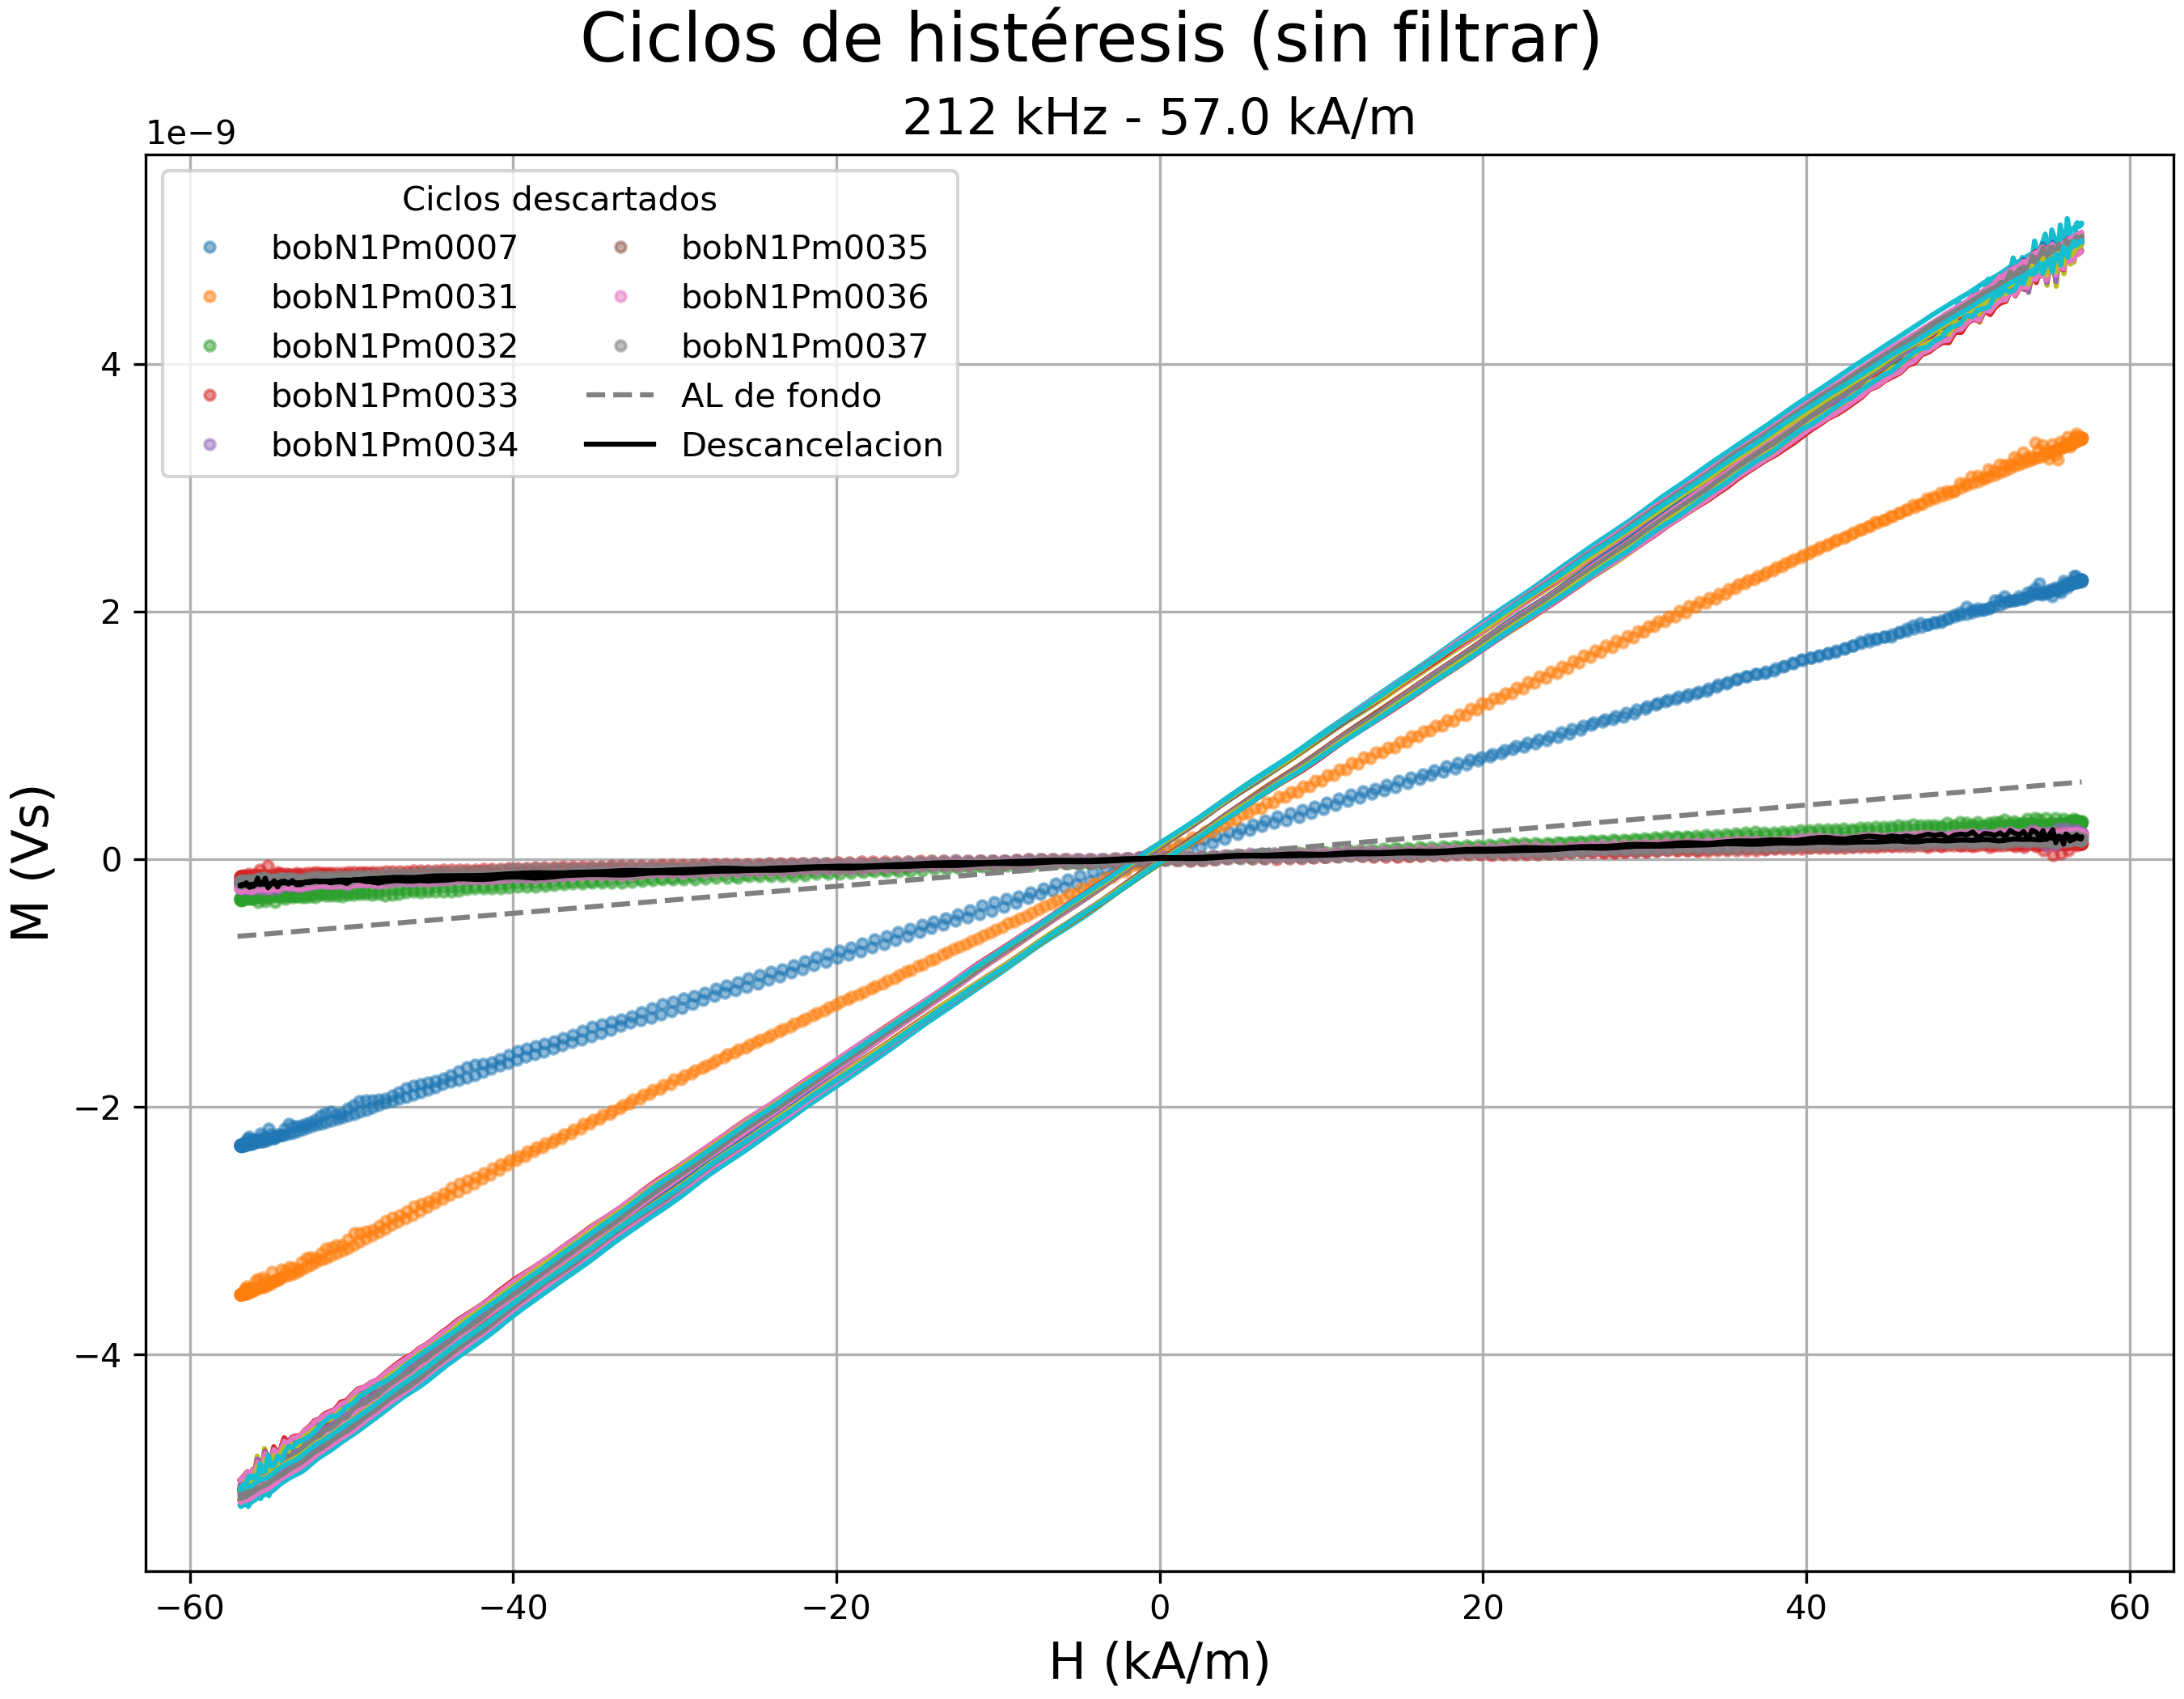 Ciclos de histéresis (sin filtrar)
212 kHz - 57.0 kA/m
1e−9
Ciclos descartados
bobN1Pm0007
bobN1Pm0031
bobN1Pm0032
bobN1Pm0033
bobN1Pm0034
bobN1Pm0035
bobN1Pm0036
bobN1Pm0037
AL de fondo
Descancelacion
M (Vs)
4
2
0
−2
−4
−60
−40
−20
0
20
40
60
H (kA/m)